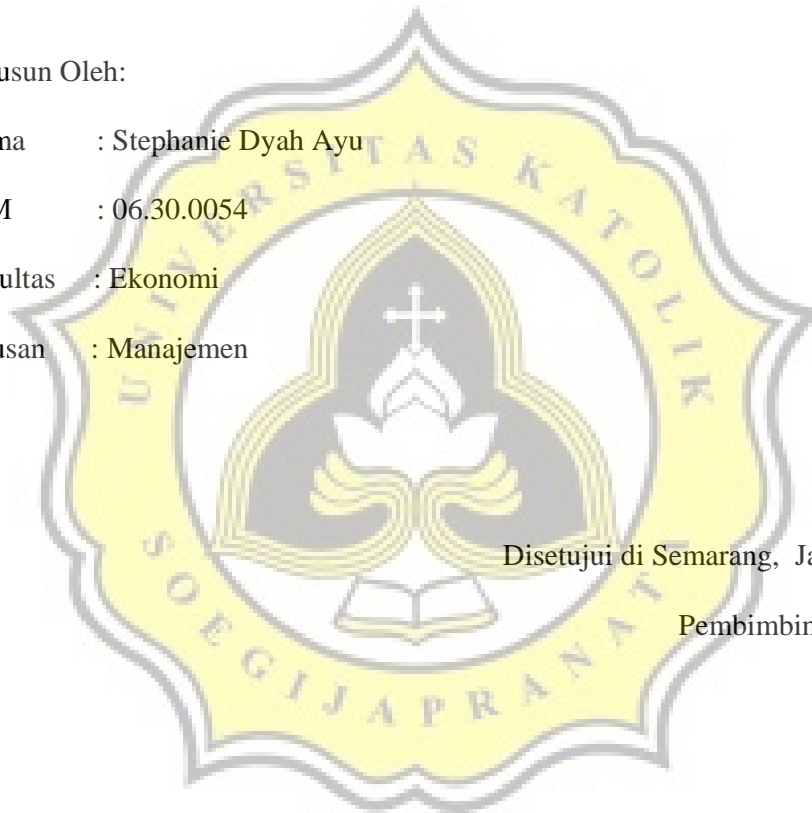 usun Oleh:
ma : Stephanie Dyah Ayu
M : 06.30.0054
ultas : Ekonomi
usan : Manajemen
Disetujui di Semarang, Ja
Pembimbin
UNIVERSITAS KATOLIK
SOEGIJAPRANATA